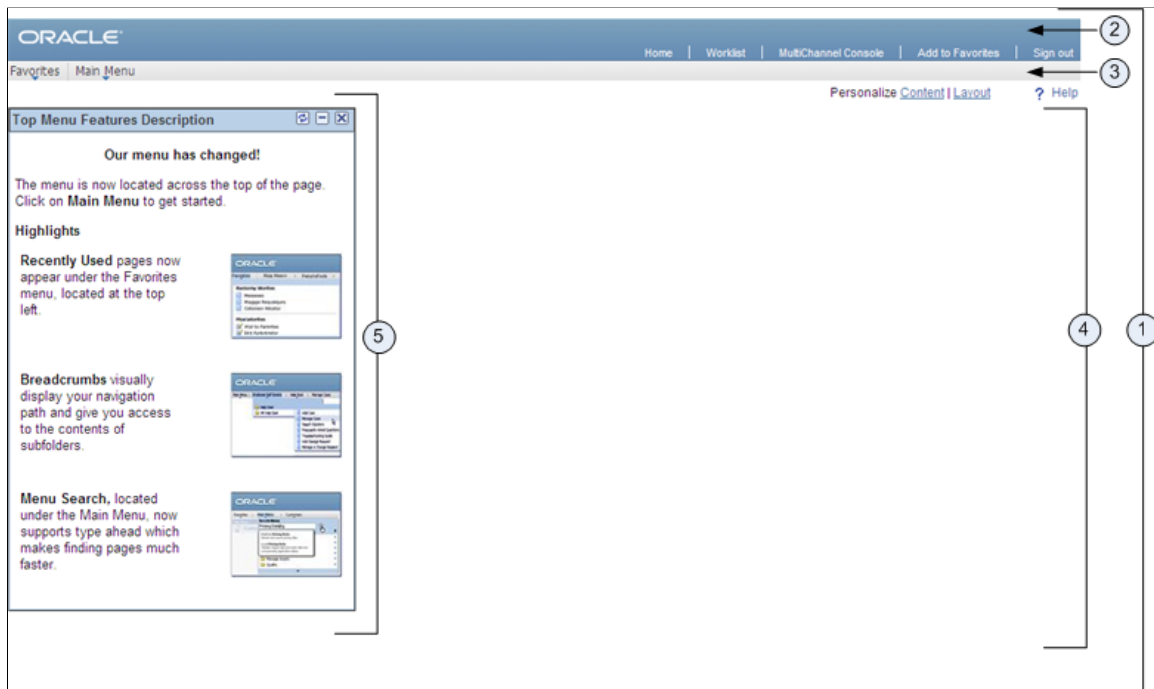 ORACLE
2
Home | Worklist | MultiChannel Console | Add to Favorites | Sign out
Favorites | Main Menu
3
Personalize Content | Layout ? Help
Top Menu Features Description
Our menu has changed!
The menu is now located across the top of the page.
Click on Main Menu to get started.
Highlights
Recently Used pages now
appear under the Favorites
menu, located at the top
left.
ORACLE
Favorites Main Menu
5
4
1
Breadcrumbs visually
display your navigation
path and give you access
to the contents of
subfolders.
ORACLE
Menu Search, located
under the Main Menu, now
supports type ahead which
makes finding pages much
faster.
ORACLE